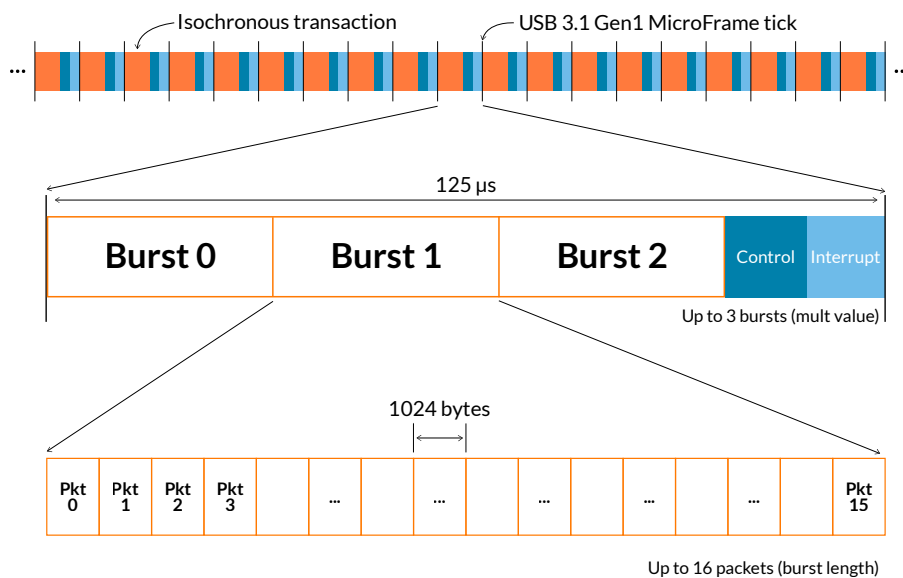 Isochronous transaction
USB 3.1 Gen1 MicroFrame tick
... ...
125 µs
Burst 0 Burst 1 Burst 2 Control Interrupt
Up to 3 bursts (mult value)
1024 bytes
Pkt 0
Pkt 1
Pkt 2
Pkt 3
...
...
...
...
...
Pkt 15
Up to 16 packets (burst length)